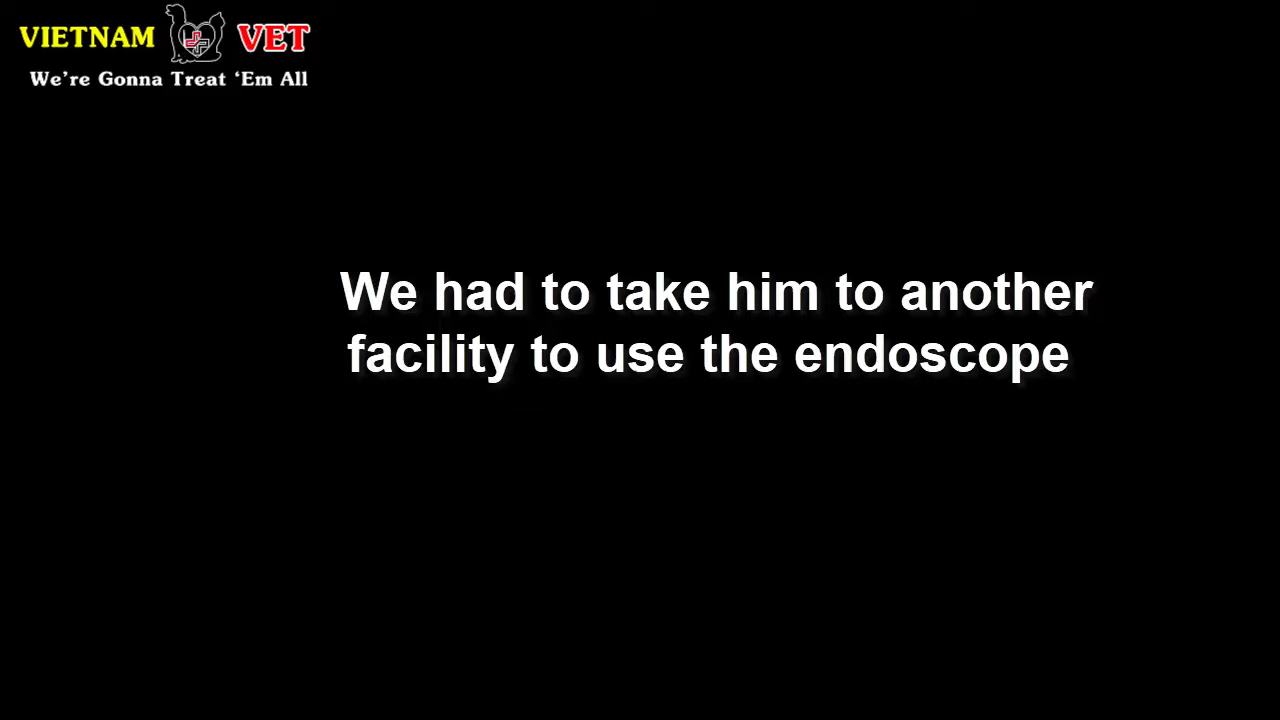 VIETNAM VET
We're Gonna Treat 'Em All
We had to take him to another
facility to use the endoscope